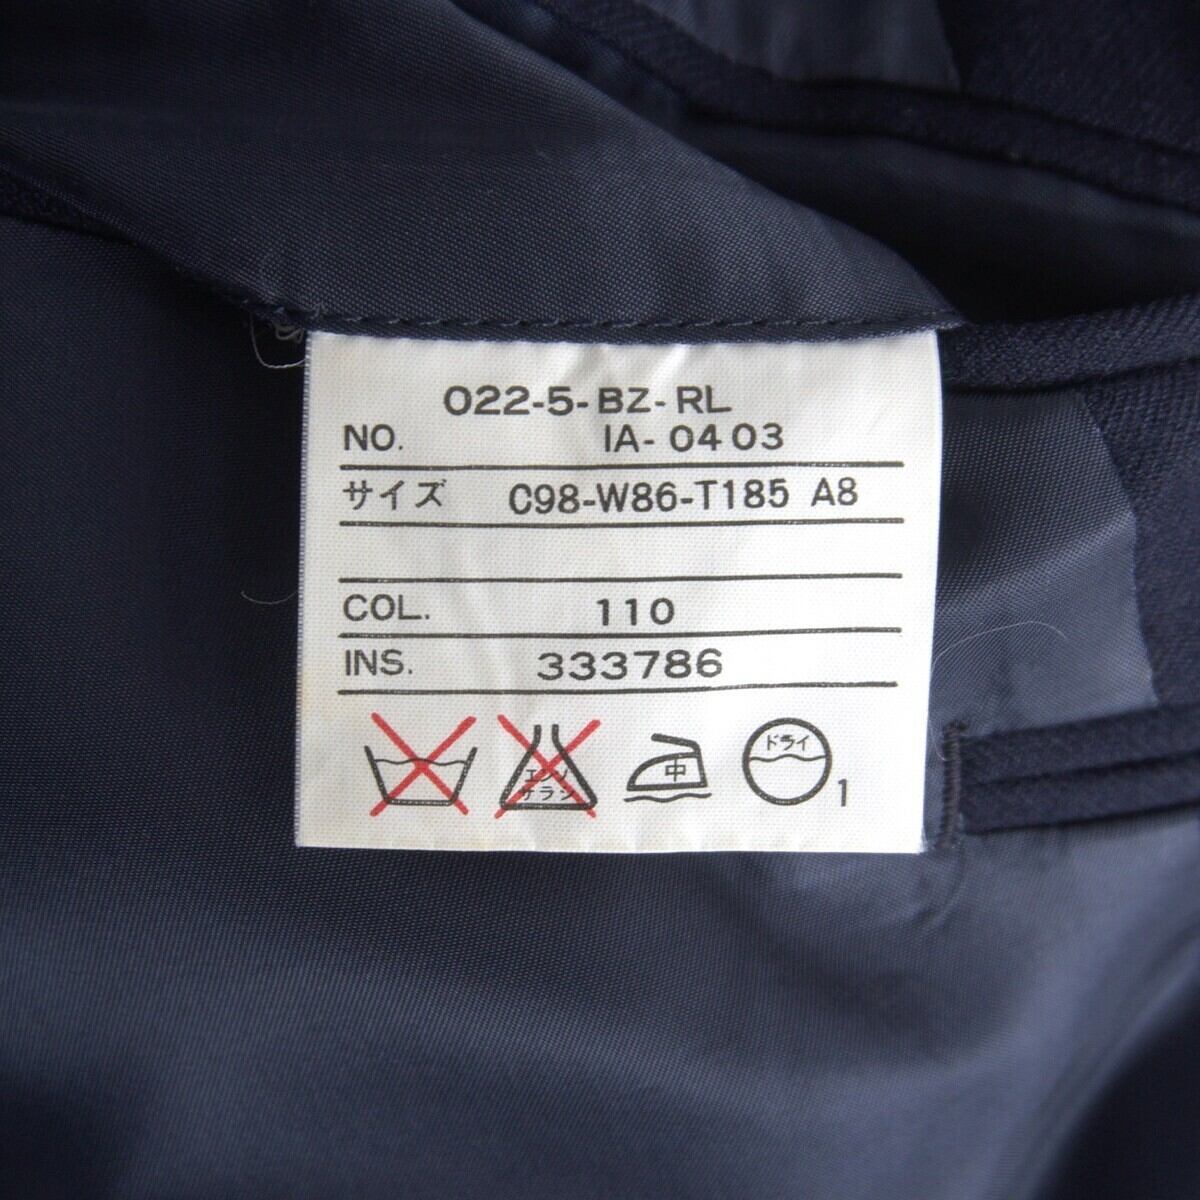 022-5-BZ-RL
NO. IA-0403
サイズ C98-W86-T185 A8
COL. 110
INS. 333786
エンソ
サラシ
中
ドライ
1